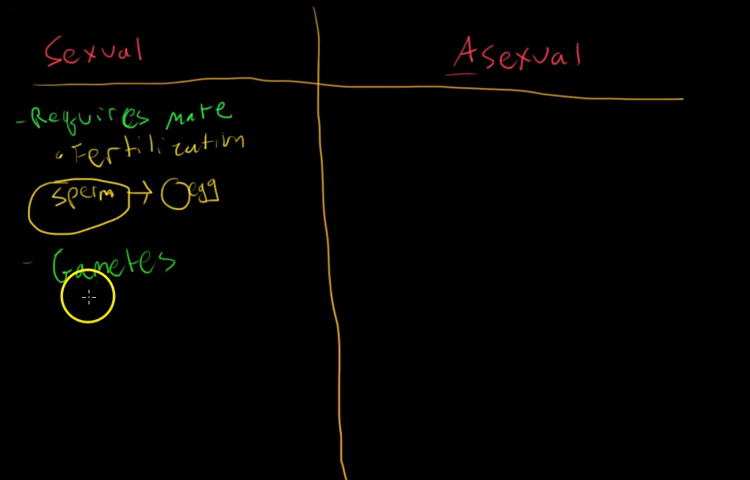 Sexual
Asexual
- Requires mate
• Fertilization
sperm → egg
- Gametes